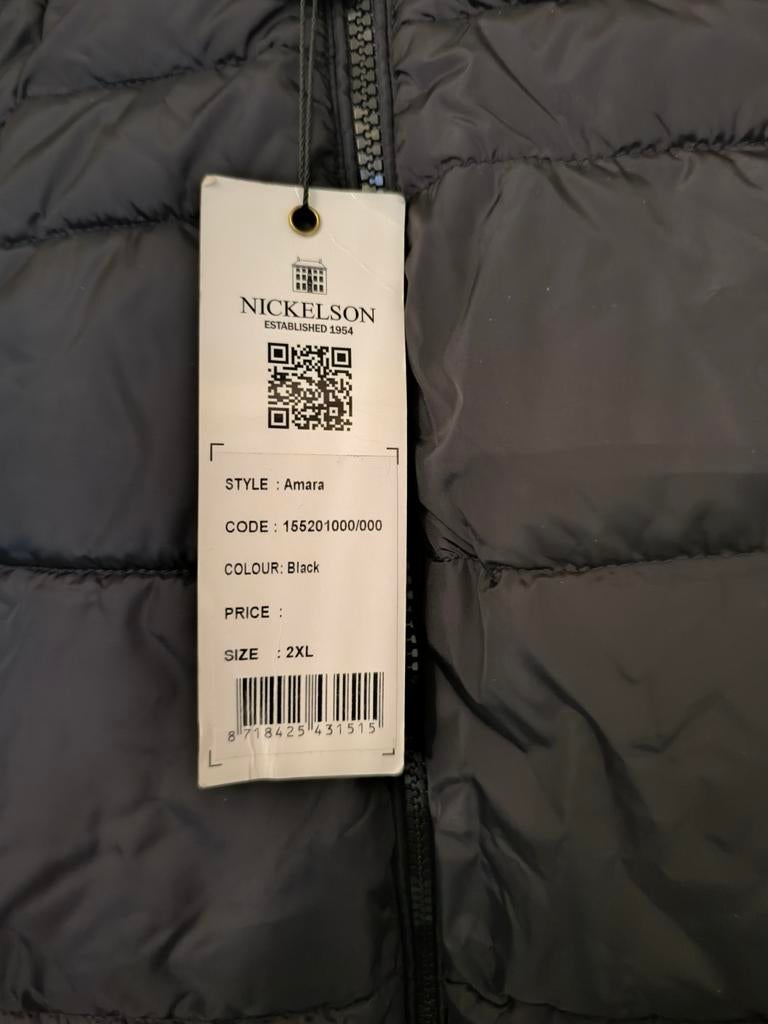 NICKELSON
ESTABLISHED 1954
STYLE : Amara
CODE : 155201000/000
COLOUR: Black
PRICE :
SIZE : 2XL
8 718425 431515